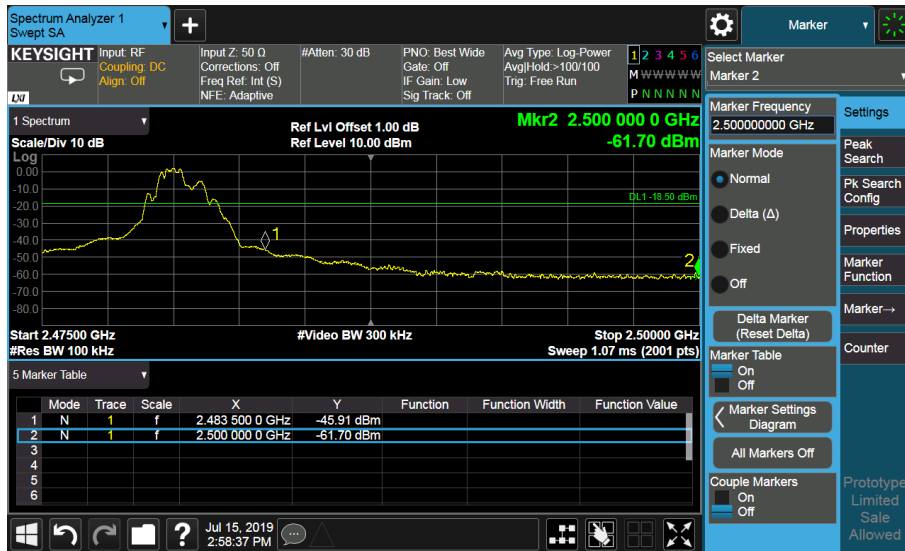 Spectrum Analyzer 1
Swept SA
Marker
KEYSIGHT
LXI
Input: RF
Coupling: DC
Align: Off
Input Z: 50 Ω
Corrections: Off
Freq Ref: Int (S)
NFE: Adaptive
#Atten: 30 dB
PNO: Best Wide
Gate: Off
IF Gain: Low
Sig Track: Off
Avg Type: Log-Power
Avg|Hold:>100/100
Trig: Free Run
1 2 3 4 5 6
M W W W W W
P N N N N N
Select Marker
Marker 2
1 Spectrum
Scale/Div 10 dB
Ref Lvl Offset 1.00 dB
Ref Level 10.00 dBm
Mkr2 2.500 000 0 GHz
-61.70 dBm
Log
0.00
-10.0
-20.0
-30.0
-40.0
-50.0
-60.0
-70.0
-80.0
DL1 -18.50 dBm
1
2
Start 2.47500 GHz
#Res BW 100 kHz
#Video BW 300 kHz
Stop 2.50000 GHz
Sweep 1.07 ms (2001 pts)
5 Marker Table
Mode Trace Scale X Y Function Function Width Function Value
1 N 1 f 2.483 500 0 GHz -45.91 dBm
2 N 1 f 2.500 000 0 GHz -61.70 dBm
3
4
5
6
Marker Frequency
2.500000000 GHz
Marker Mode
Normal
Delta (Δ)
Fixed
Off
Delta Marker
(Reset Delta)
Marker Table
On
Off
Marker Settings
Diagram
All Markers Off
Couple Markers
On
Off
Settings
Peak
Search
Pk Search
Config
Properties
Marker
Function
Marker→
Counter
Prototype
Limited
Sale
Allowed
?
Jul 15, 2019
2:58:37 PM